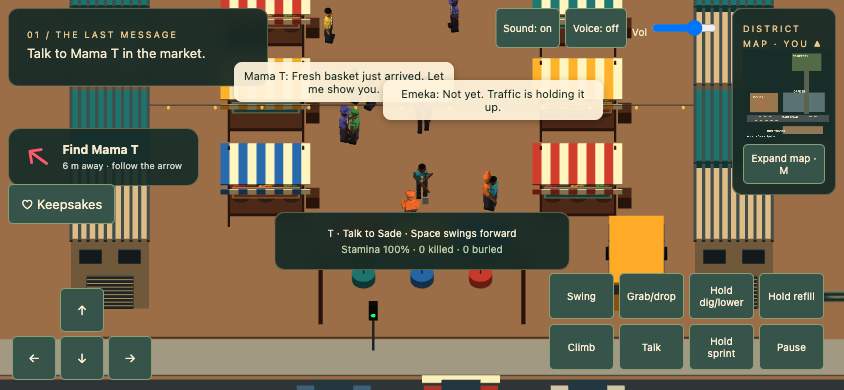 01 / THE LAST MESSAGE
Talk to Mama T in the market.
Sound: on
Voice: off
Vol
DISTRICT
MAP · YOU ▲
Mama T: Fresh basket just arrived. Let
me show you.
Emeka: Not yet. Traffic is holding it
up.
Find Mama T
6 m away · follow the arrow
Expand map ·
M
♡ Keepsakes
T · Talk to Sade · Space swings forward
Stamina 100% · 0 killed · 0 buried
Swing
Grab/drop
Hold
dig/lower
Hold refill
↑
Climb
Talk
Hold
sprint
Pause
←
↓
→